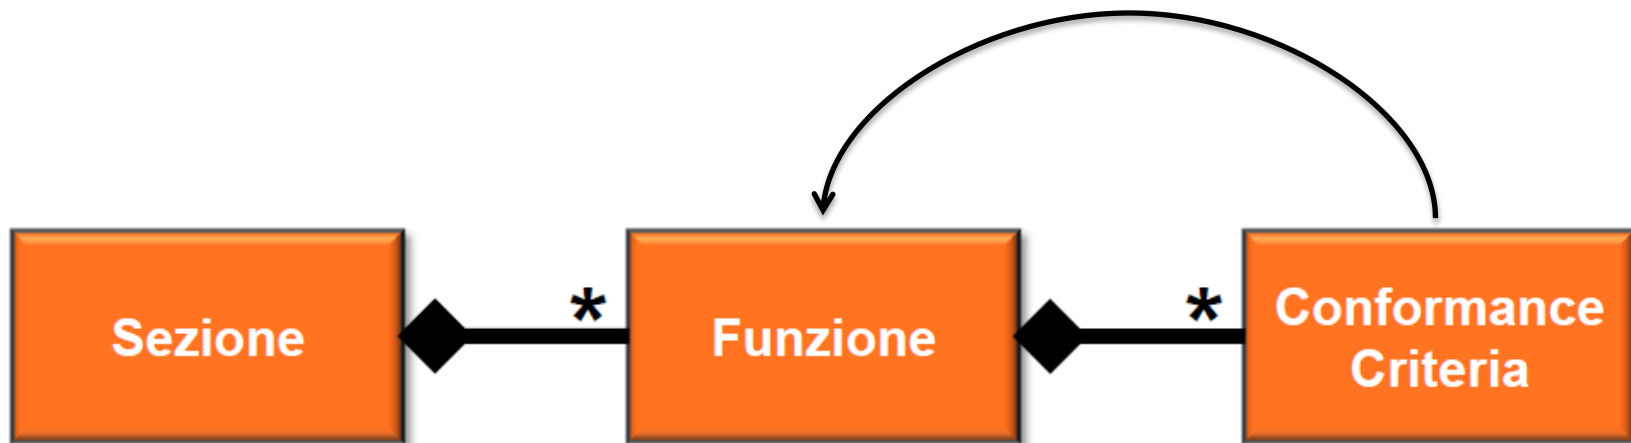 *
*
Sezione
Funzione
Conformance
Criteria